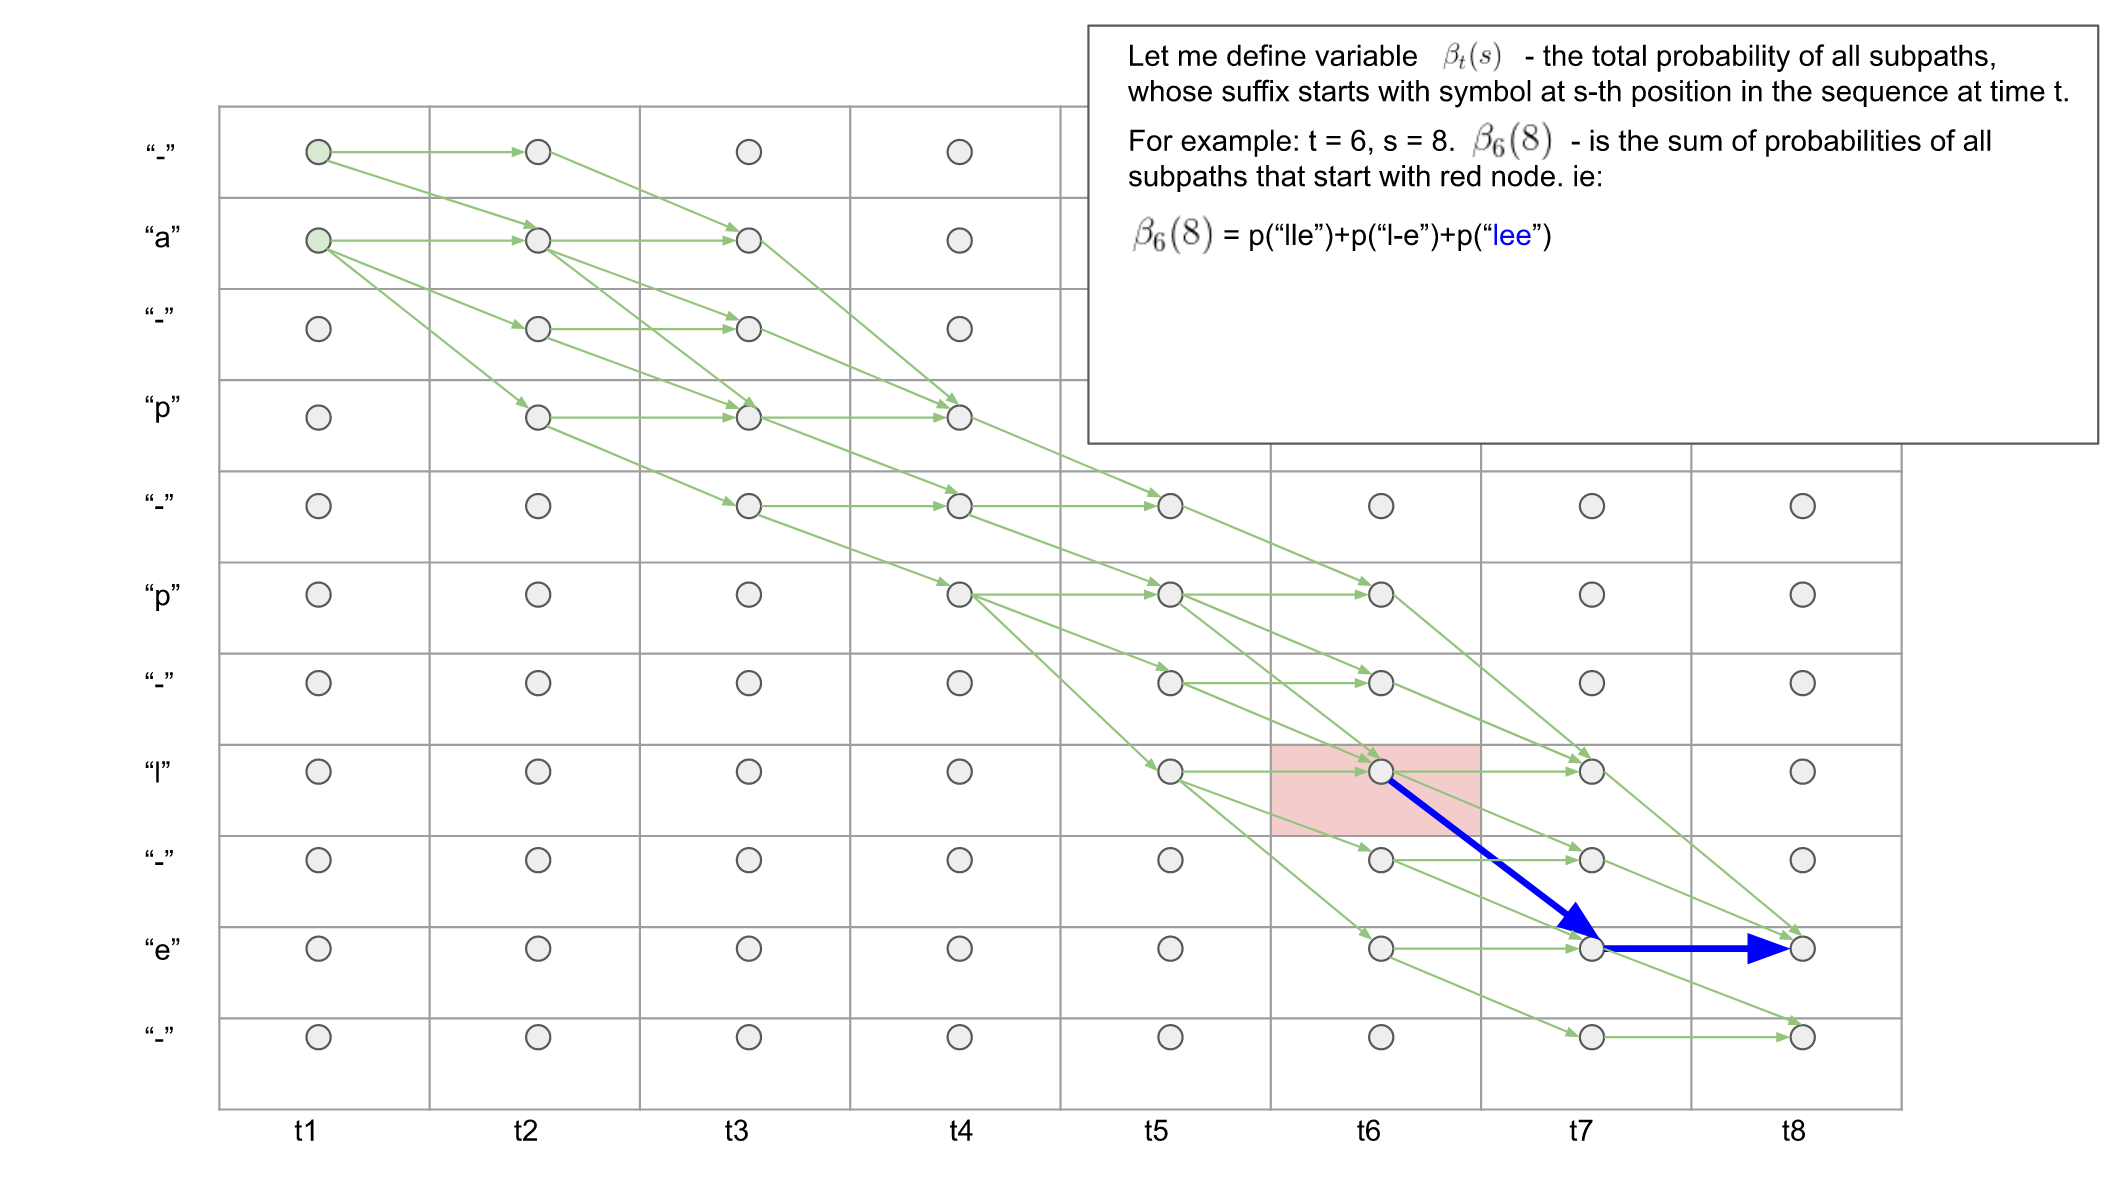 Let me define variable β_t(s) - the total probability of all subpaths,
whose suffix starts with symbol at s-th position in the sequence at time t.
For example: t = 6, s = 8. β_6(8) - is the sum of probabilities of all
subpaths that start with red node. ie:
β_6(8) = p(“lle”)+p(“l-e”)+p(“lee”)
“-”
“a”
“-”
“p”
“-”
“p”
“-”
“l”
“-”
“e”
“-”
t1 t2 t3 t4 t5 t6 t7 t8